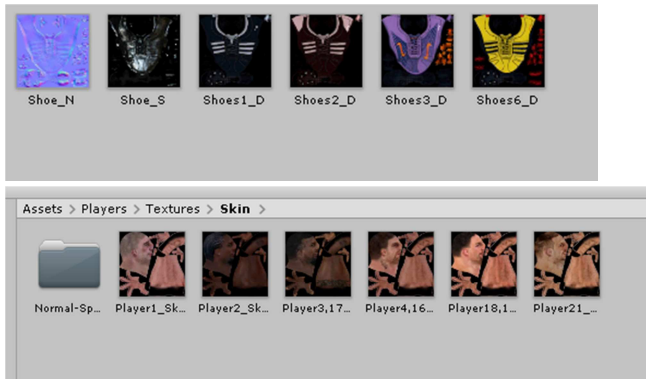 Shoe_N Shoe_S Shoes1_D Shoes2_D Shoes3_D Shoes6_D
Assets > Players > Textures > Skin >
Normal-Sp... Player1_Sk... Player2_Sk... Player3,17... Player4,16... Player18,1... Player21_...